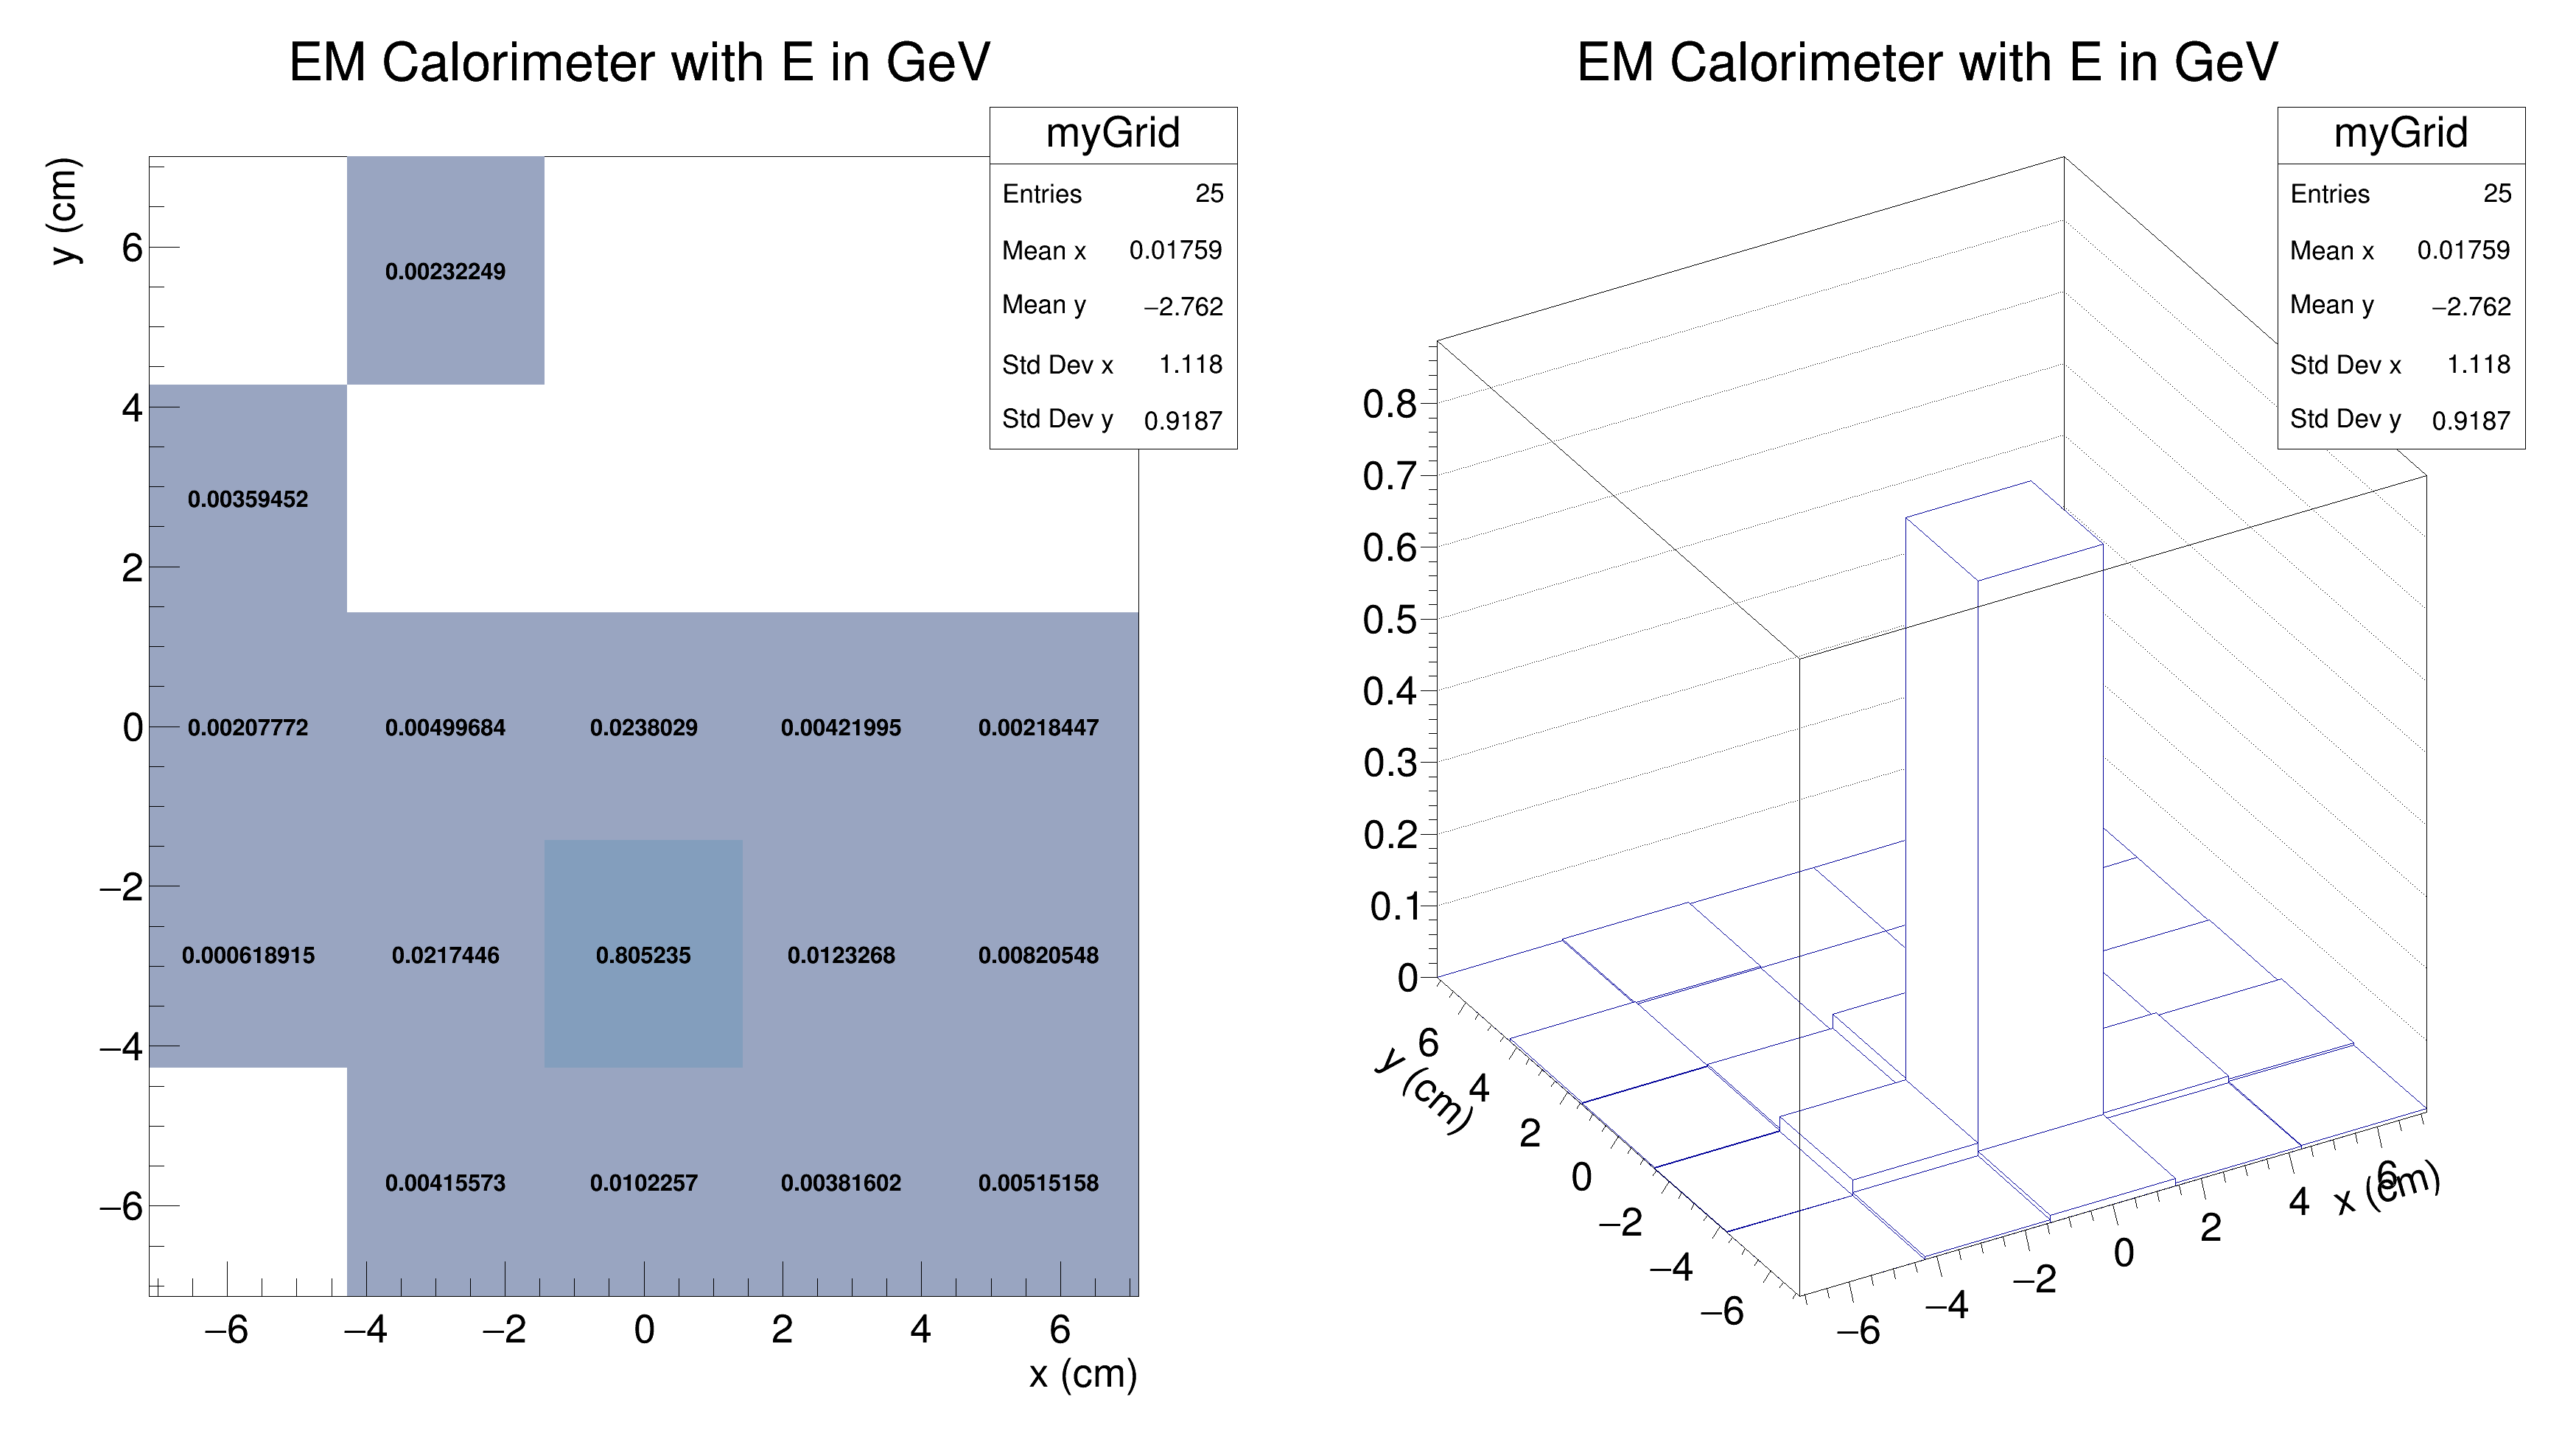 EM Calorimeter with E in GeV
myGrid
Entries 25
Mean x 0.01759
Mean y −2.762
Std Dev x 1.118
Std Dev y 0.9187
y (cm)
6
4
2
0
−2
−4
−6
0.00232249
0.00359452
0.00207772 0.00499684 0.0238029 0.00421995 0.00218447
0.000618915 0.0217446 0.805235 0.0123268 0.00820548
0.00415573 0.0102257 0.00381602 0.00515158
−6 −4 −2 0 2 4 6
x (cm)
EM Calorimeter with E in GeV
myGrid
Entries 25
Mean x 0.01759
Mean y −2.762
Std Dev x 1.118
Std Dev y 0.9187
0.8
0.7
0.6
0.5
0.4
0.3
0.2
0.1
0
y (cm)
6
4
2
0
−2
−4
−6
−6 −4 −2 0 2 4 6
x (cm)